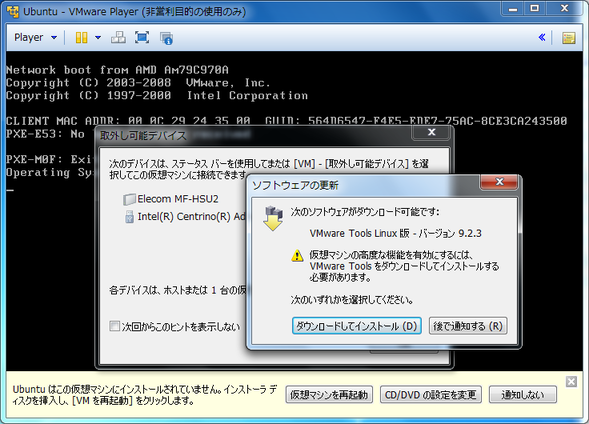 Ubuntu - VMware Player (非営利目的の使用のみ)
Player
Network boot from AMD Am79C970A
Copyright (C) 2003-2008 VMware, Inc.
Copyright (C) 1997-2000 Intel Corporation
CLIENT MAC ADDR: 00 0C 29 24 35 00 GUID: 564D6547-F4E5-EDE7-75AC-8CE3CA243500
PXE-E53: No
PXE-M0F: Exi
Operating Sy
取外し可能デバイス
次のデバイスは、ステータス バーを使用してまたは [VM] - [取外し可能デバイス] を選
択してこの仮想マシンに接続できます。
Elecom MF-HSU2
Intel(R) Centrino(R) Ad
各デバイスは、ホストまたは 1 台の仮
次回からこのヒントを表示しない
ソフトウェアの更新
次のソフトウェアがダウンロード可能です:
VMware Tools Linux 版 - バージョン 9.2.3
仮想マシンの高度な機能を有効にするには、
VMware Tools をダウンロードしてインストールする
必要があります。
次のいずれかを選択してください。
ダウンロードしてインストール (D)
後で通知する (R)
Ubuntu はこの仮想マシンにインストールされていません。インストーラ デ
ィスクを挿入し、[VM を再起動] をクリックします。
仮想マシンを再起動
CD/DVD の設定を変更
通知しない